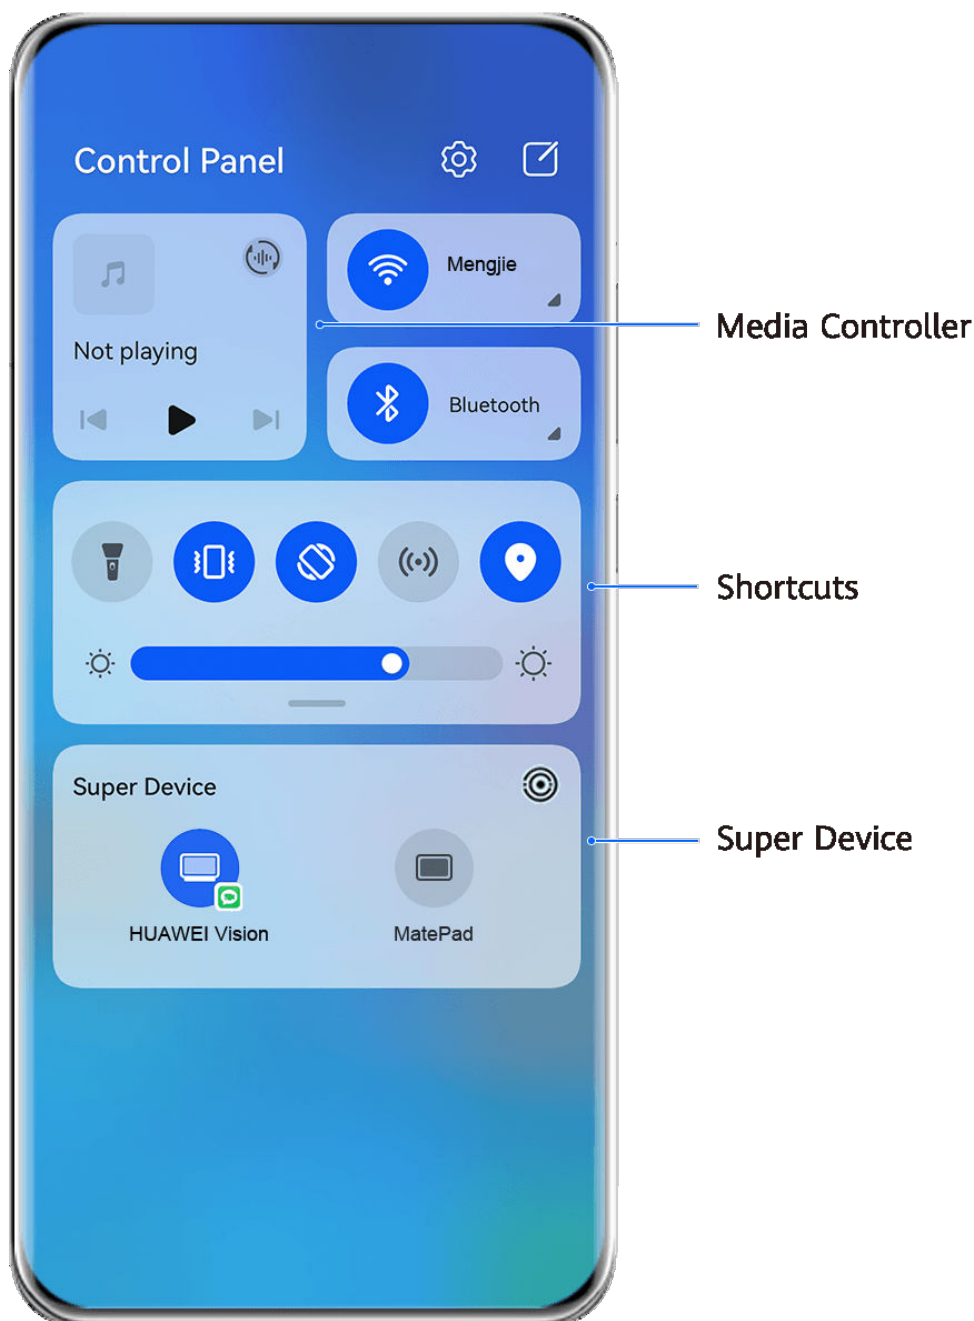 Control Panel
Mengjie
Not playing
Bluetooth
Super Device
HUAWEI Vision
MatePad
Media Controller
Shortcuts
Super Device